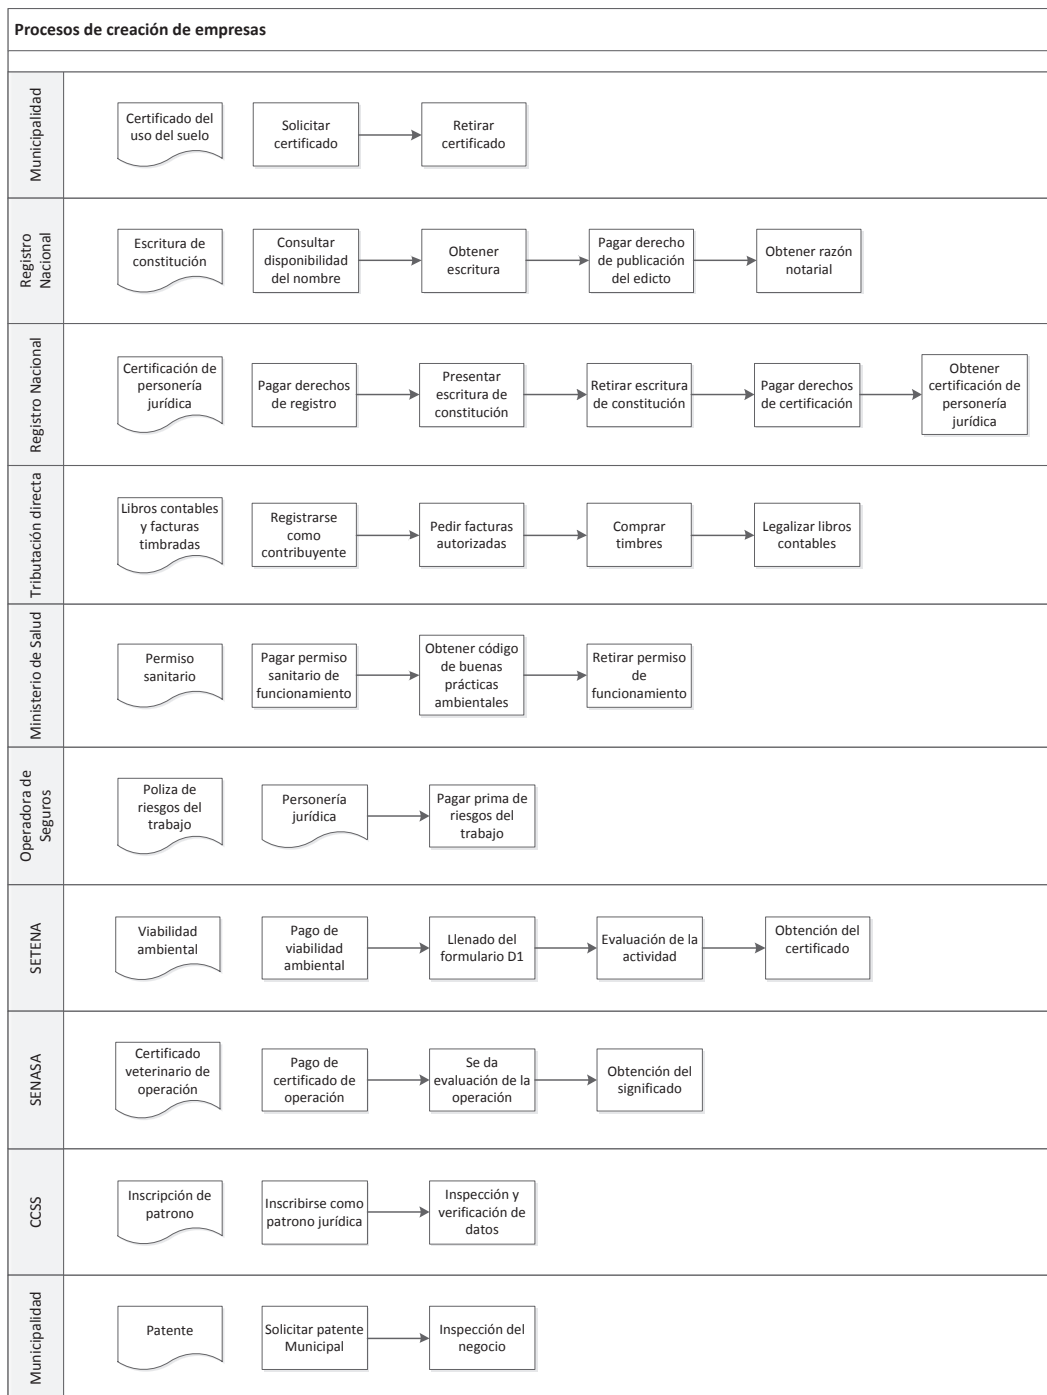 Procesos de creación de empresas
Municipalidad
Certificado del
uso del suelo
Solicitar
certificado
Retirar
certificado
Registro
Nacional
Escritura de
constitución
Consultar
disponibilidad
del nombre
Obtener
escritura
Pagar derecho
de publicación
del edicto
Obtener razón
notarial
Registro Nacional
Certificación de
personería
jurídica
Pagar derechos
de registro
Presentar
escritura de
constitución
Retirar escritura
de constitución
Pagar derechos
de certificación
Obtener
certificación de
personería
jurídica
Tributación directa
Libros contables
y facturas
timbradas
Registrarse
como
contribuyente
Pedir facturas
autorizadas
Comprar
timbres
Legalizar libros
contables
Ministerio de Salud
Permiso
sanitario
Pagar permiso
sanitario de
funcionamiento
Obtener código
de buenas
prácticas
ambientales
Retirar permiso
de
funcionamiento
Operadora de
Seguros
Poliza de
riesgos del
trabajo
Personería
jurídica
Pagar prima de
riesgos del
trabajo
SETENA
Viabilidad
ambiental
Pago de
viabilidad
ambiental
Llenado del
formulario D1
Evaluación de la
actividad
Obtención del
certificado
SENASA
Certificado
veterinario de
operación
Pago de
certificado de
operación
Se da
evaluación de la
operación
Obtención del
significado
CCSS
Inscripción de
patrono
Inscribirse como
patrono jurídica
Inspección y
verificación de
datos
Municipalidad
Patente
Solicitar patente
Municipal
Inspección del
negocio